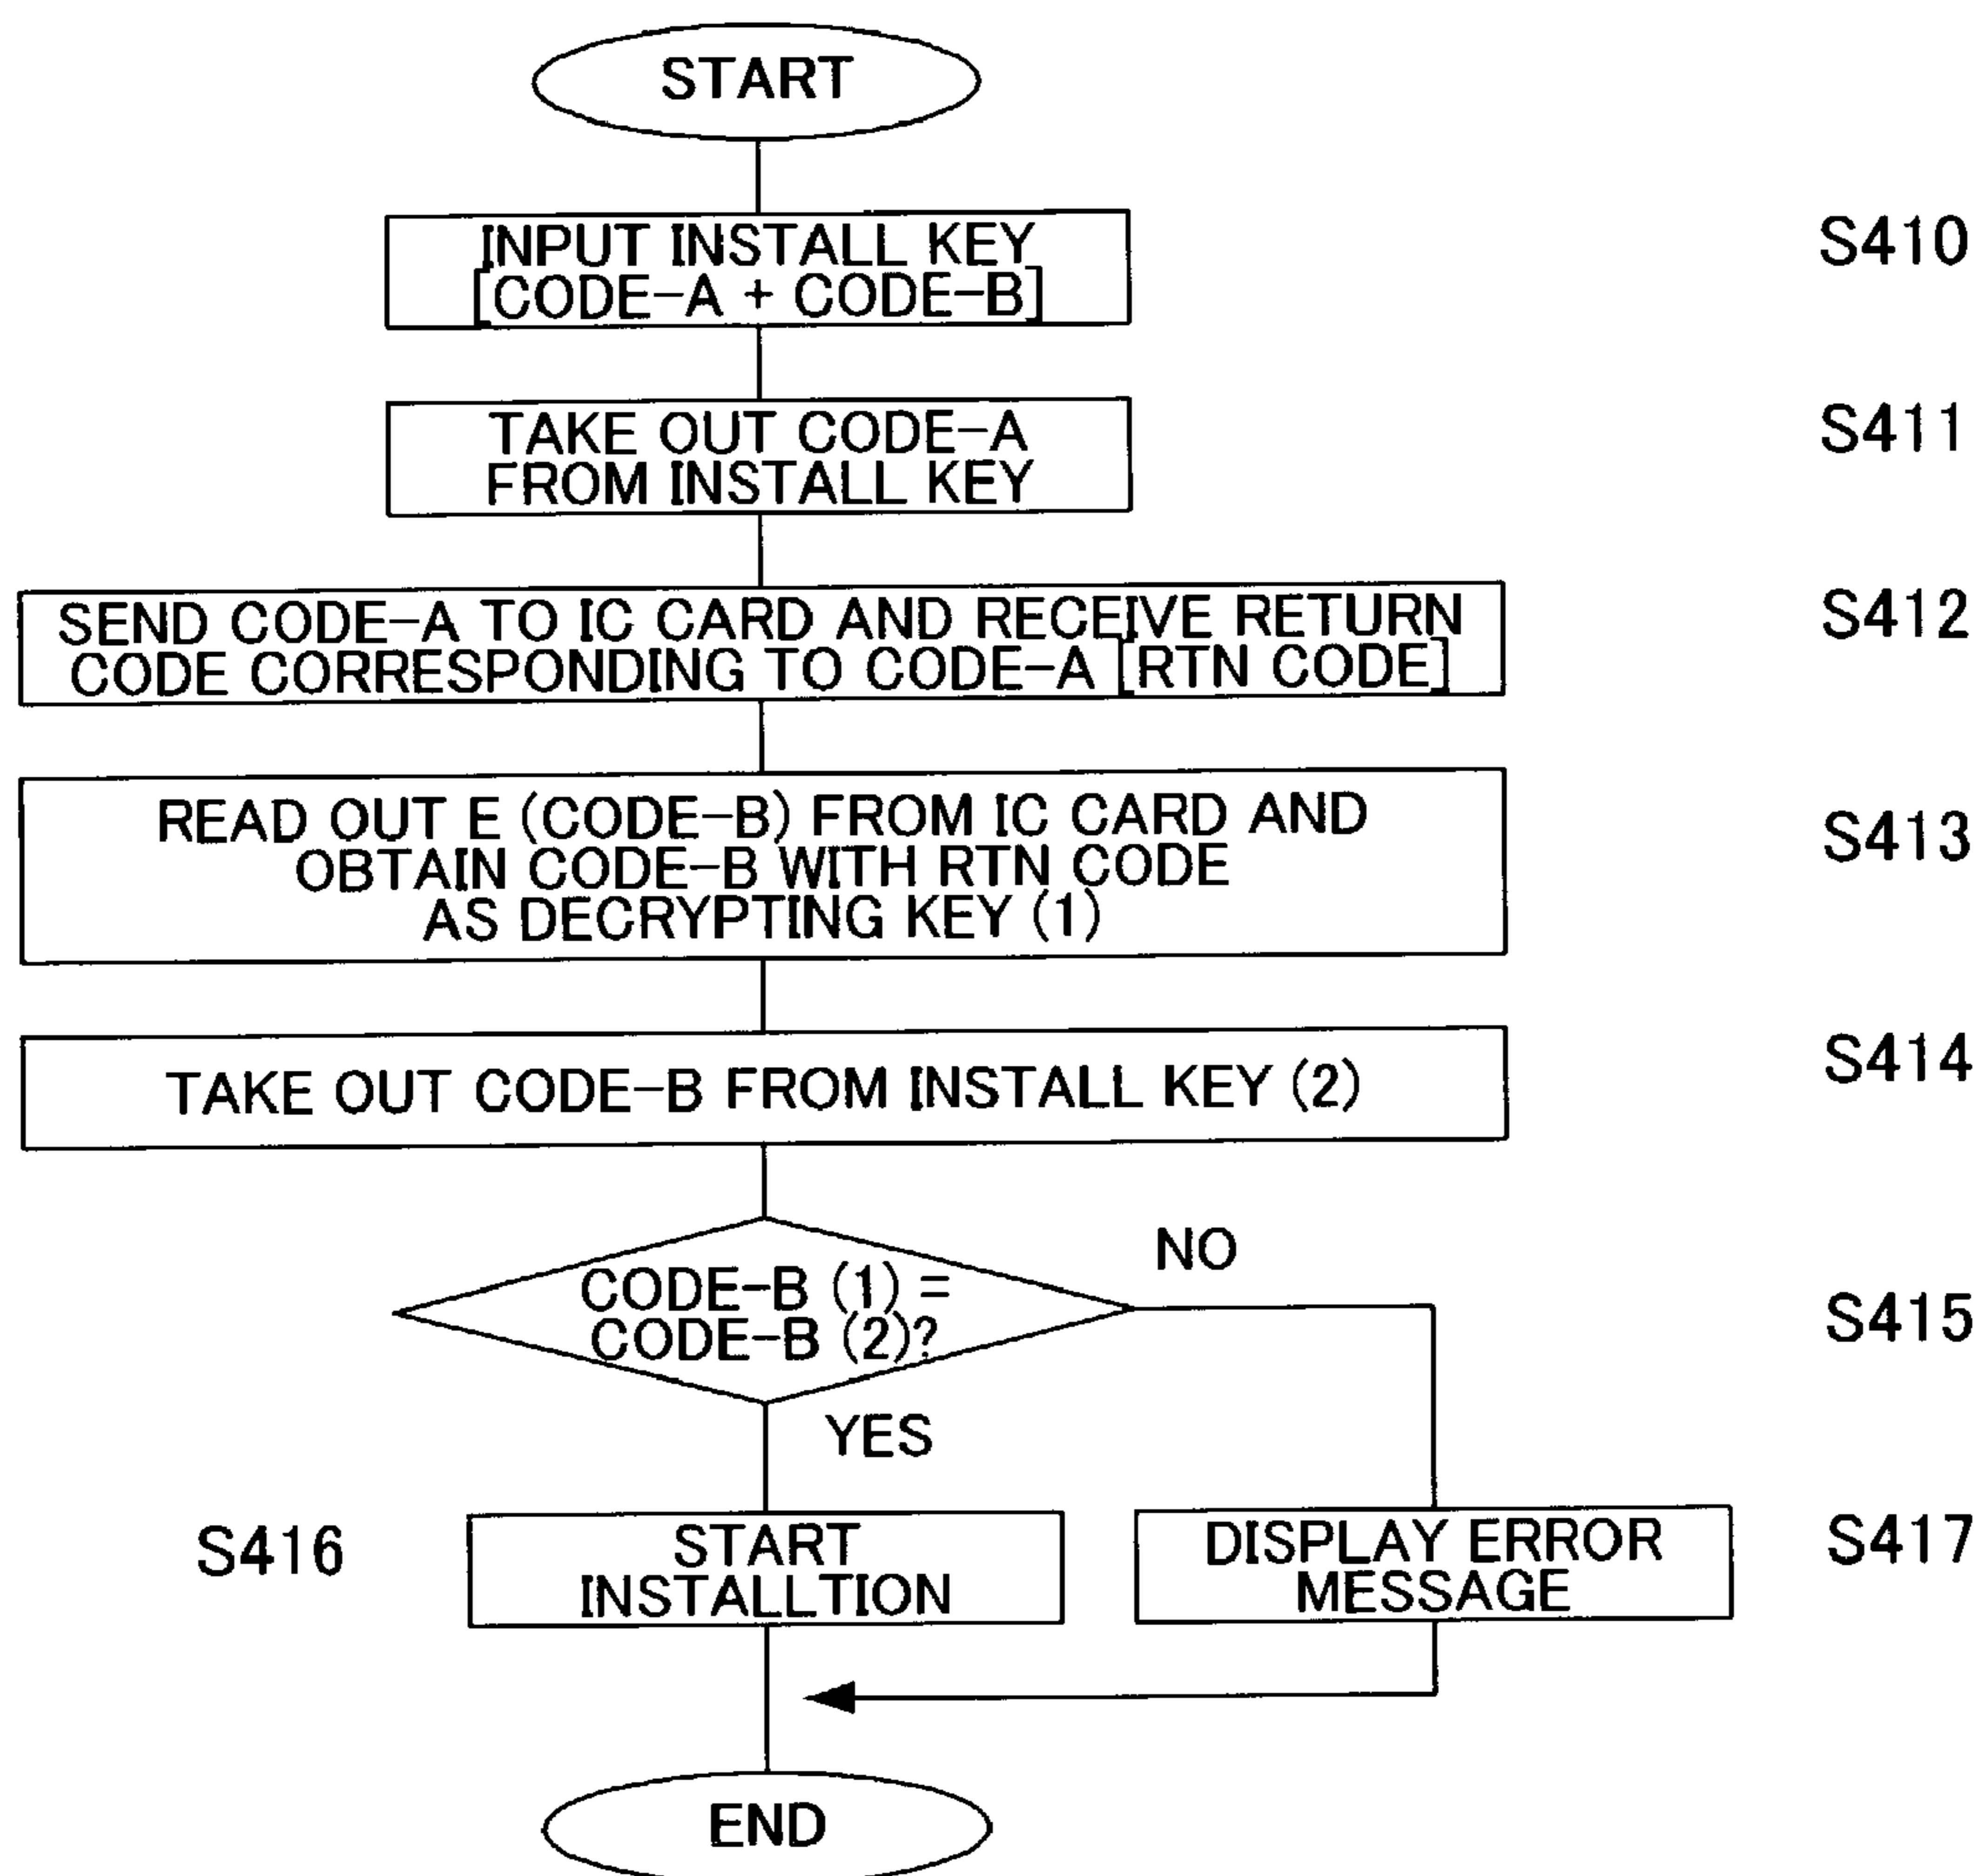 START
INPUT INSTALL KEY
[CODE-A + CODE-B]
S410
TAKE OUT CODE-A
FROM INSTALL KEY
S411
SEND CODE-A TO IC CARD AND RECEIVE RETURN
CODE CORRESPONDING TO CODE-A [RTN CODE]
S412
READ OUT E (CODE-B) FROM IC CARD AND
OBTAIN CODE-B WITH RTN CODE
AS DECRYPTING KEY (1)
S413
TAKE OUT CODE-B FROM INSTALL KEY (2)
S414
CODE-B (1) =
CODE-B (2)?
NO
S415
YES
S416
START
INSTALLTION
DISPLAY ERROR
MESSAGE
S417
END